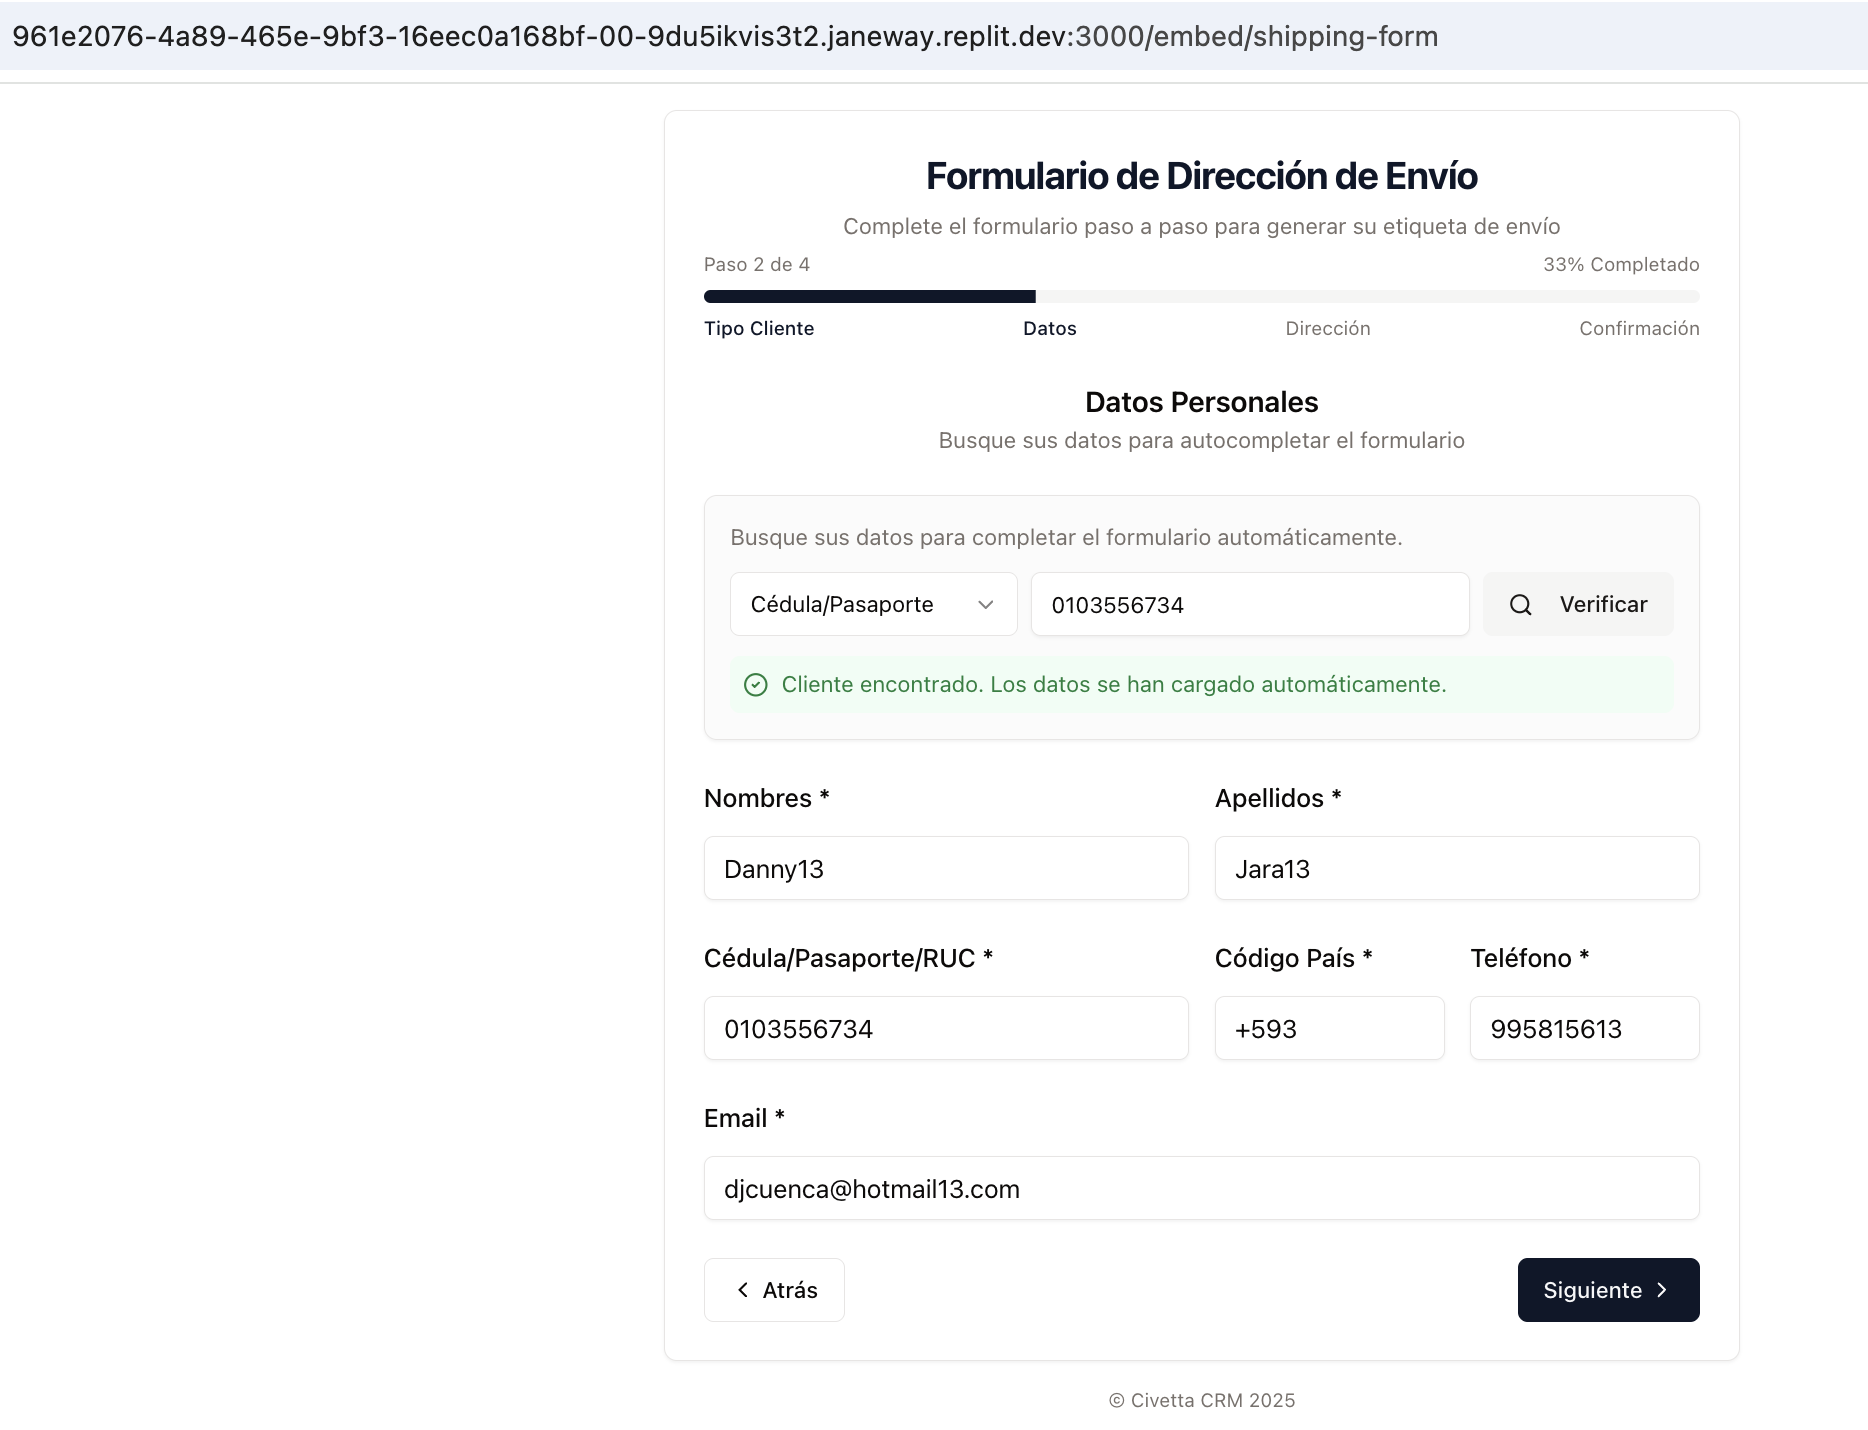 961e2076-4a89-465e-9bf3-16eec0a168bf-00-9du5ikvis3t2.janeway.replit.dev:3000/embed/shipping-form
Formulario de Dirección de Envío
Complete el formulario paso a paso para generar su etiqueta de envío
Paso 2 de 4 33% Completado
Tipo Cliente Datos Dirección Confirmación
Datos Personales
Busque sus datos para autocompletar el formulario
Busque sus datos para completar el formulario automáticamente.
Cédula/Pasaporte 0103556734 Verificar
Cliente encontrado. Los datos se han cargado automáticamente.
Nombres * Apellidos *
Danny13 Jara13
Cédula/Pasaporte/RUC * Código País * Teléfono *
0103556734 +593 995815613
Email *
djcuenca@hotmail13.com
Atrás Siguiente
© Civetta CRM 2025